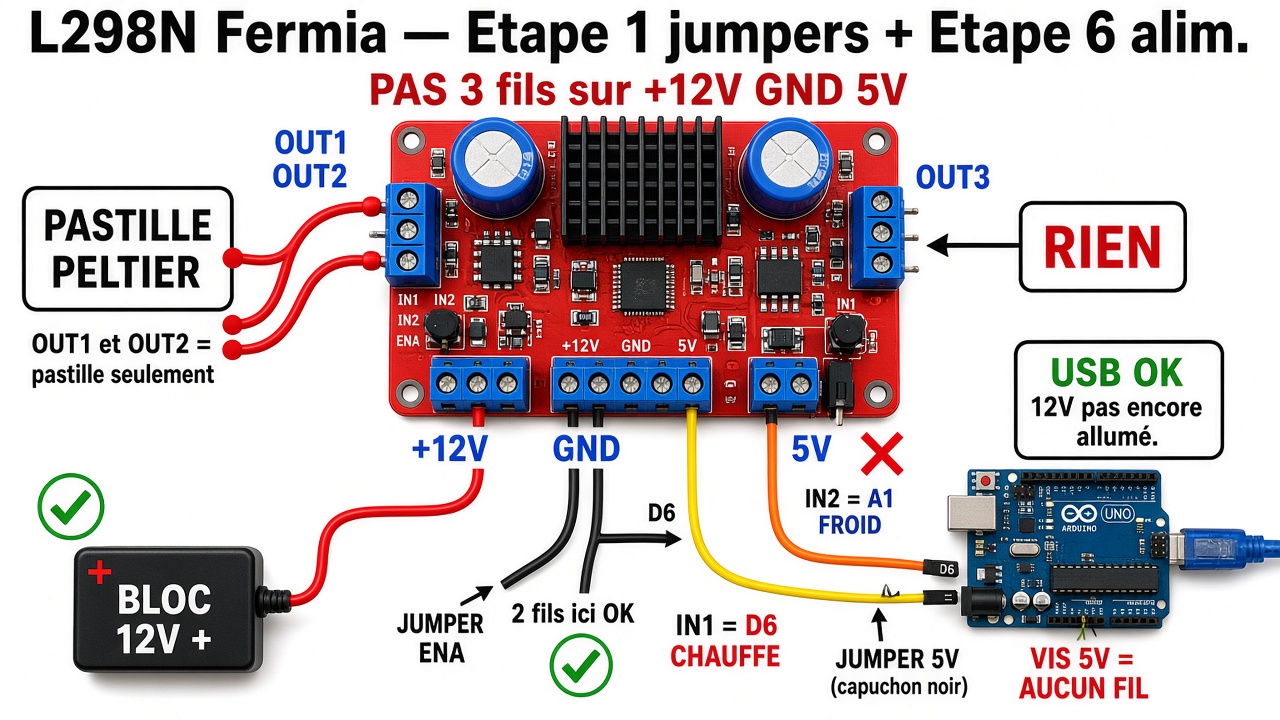 L298N Fermia — Etape 1 jumpers + Etape 6 alim.
PAS 3 fils sur +12V GND 5V
OUT1
OUT2
OUT3
PASTILLE
PELTIER
RIEN
OUT1 et OUT2 =
pastille seulement
IN1 IN2
IN2
ENA
+12V GND 5V
IN1
USB OK
12V pas encore
allumé.
+12V
GND
5V
IN2 = A1
FROID
D6
UNO
ARDUINO
D6
+
BLOC
12V +
JUMPER
ENA
2 fils ici OK
IN1 = D6
CHAUFFE
JUMPER 5V
(capuchon noir)
VIS 5V =
AUCUN FIL